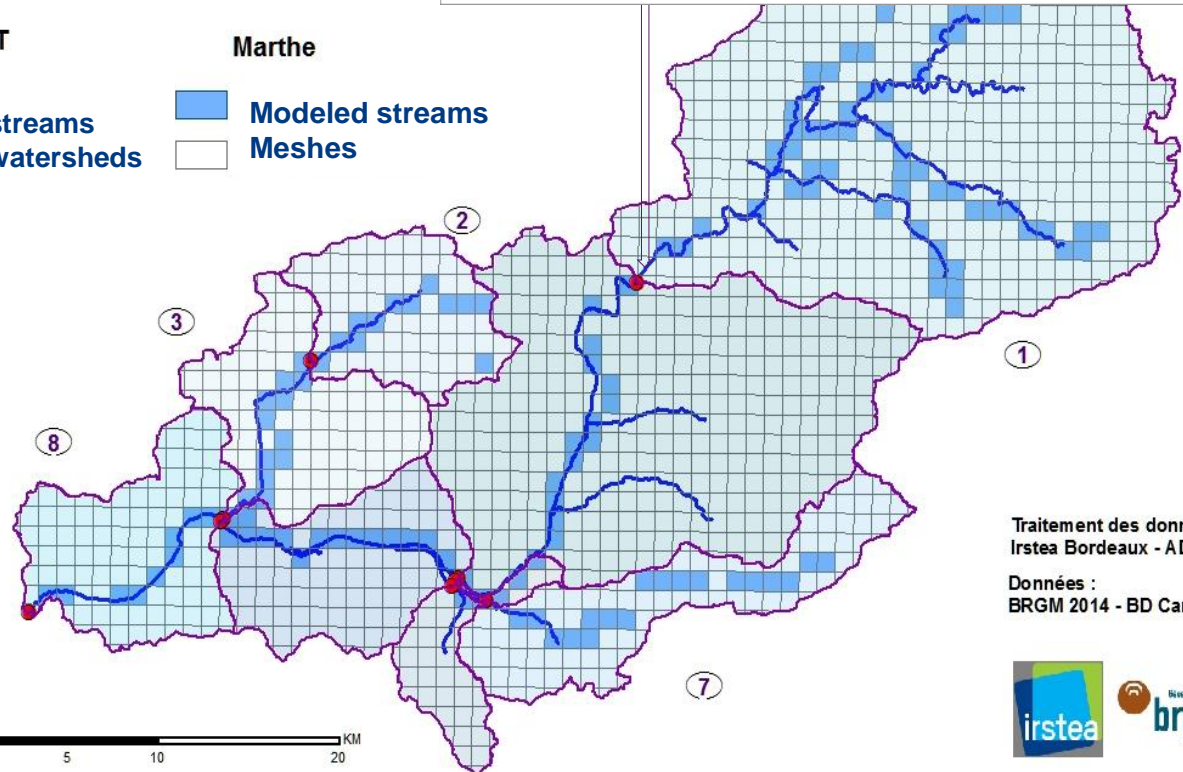 T
Marthe
streams
watersheds
Modeled streams
Meshes
2
3
1
8
7
Traitement des donn
Irstea Bordeaux - A
Données :
BRGM 2014 - BD Ca
irstea
br
5 10 20 KM